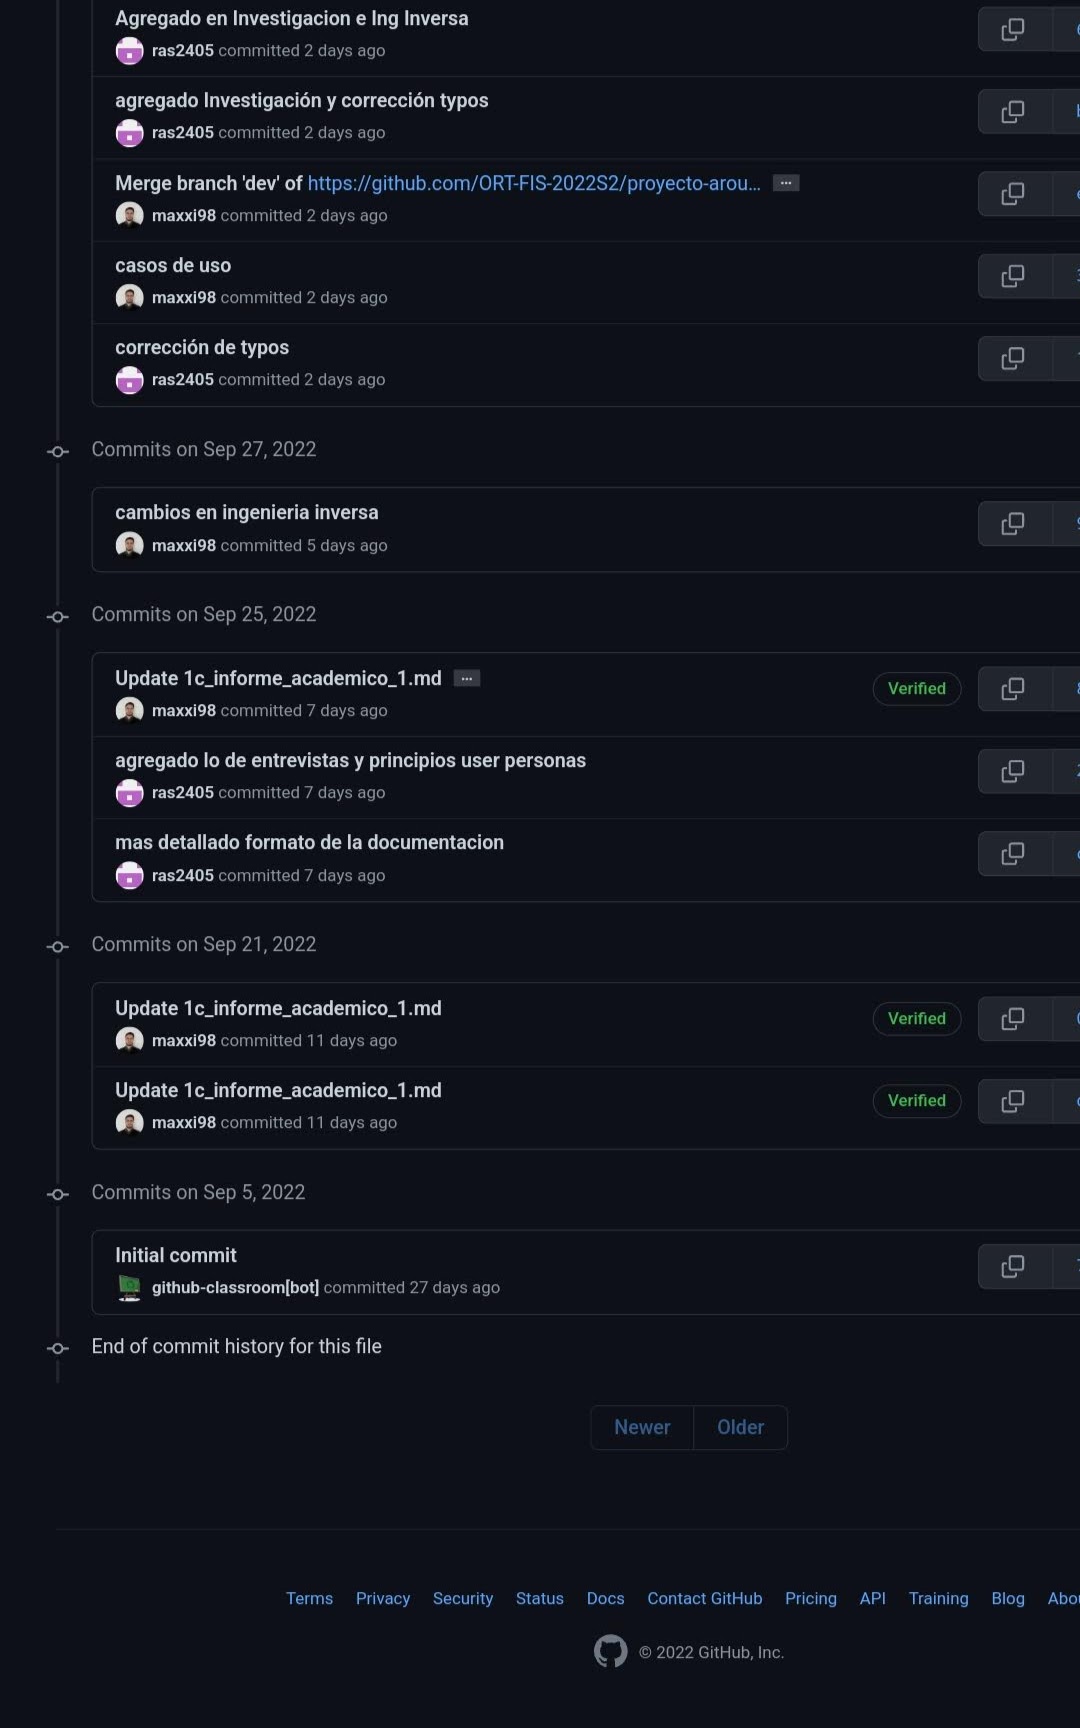 Agregado en Investigacion e Ing Inversa
ras2405 committed 2 days ago
agregado Investigación y corrección typos
ras2405 committed 2 days ago
Merge branch 'dev' of https://github.com/ORT-FIS-2022S2/proyecto-arou… ...
maxxi98 committed 2 days ago
casos de uso
maxxi98 committed 2 days ago
corrección de typos
ras2405 committed 2 days ago
Commits on Sep 27, 2022
cambios en ingenieria inversa
maxxi98 committed 5 days ago
Commits on Sep 25, 2022
Update 1c_informe_academico_1.md ...
Verified
maxxi98 committed 7 days ago
agregado lo de entrevistas y principios user personas
ras2405 committed 7 days ago
mas detallado formato de la documentacion
ras2405 committed 7 days ago
Commits on Sep 21, 2022
Update 1c_informe_academico_1.md
Verified
maxxi98 committed 11 days ago
Update 1c_informe_academico_1.md
Verified
maxxi98 committed 11 days ago
Commits on Sep 5, 2022
Initial commit
github-classroom[bot] committed 27 days ago
End of commit history for this file
Newer Older
Terms Privacy Security Status Docs Contact GitHub Pricing API Training Blog Abou
© 2022 GitHub, Inc.